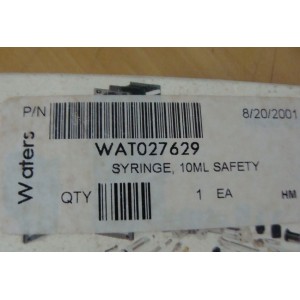 Waters
P/N 8/20/2001
WAT027629
SYRINGE, 10ML SAFETY
QTY 1 EA HM